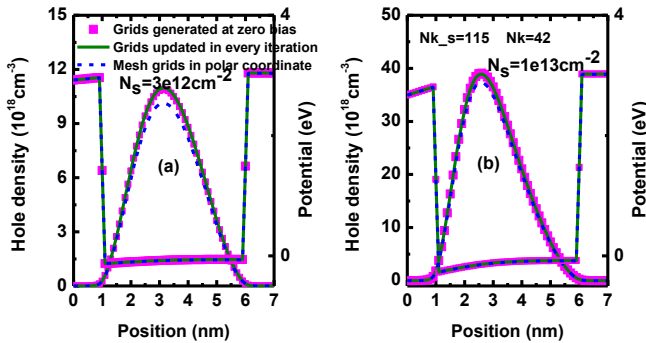 Grids generated at zero bias
Grids updated in every iteration
Mesh grids in polar coordinate
N_S=3e12cm^-2
(a)
15
12
9
6
3
0
Hole density (10^18cm^-3)
4
0
Potential (eV)
0 1 2 3 4 5 6 7
Position (nm)
Nk_s=115 Nk=42
N_S=1e13cm^-2
(b)
50
40
30
20
10
0
Hole density (10^18cm^-3)
4
0
Potential (eV)
0 1 2 3 4 5 6 7
Position (nm)